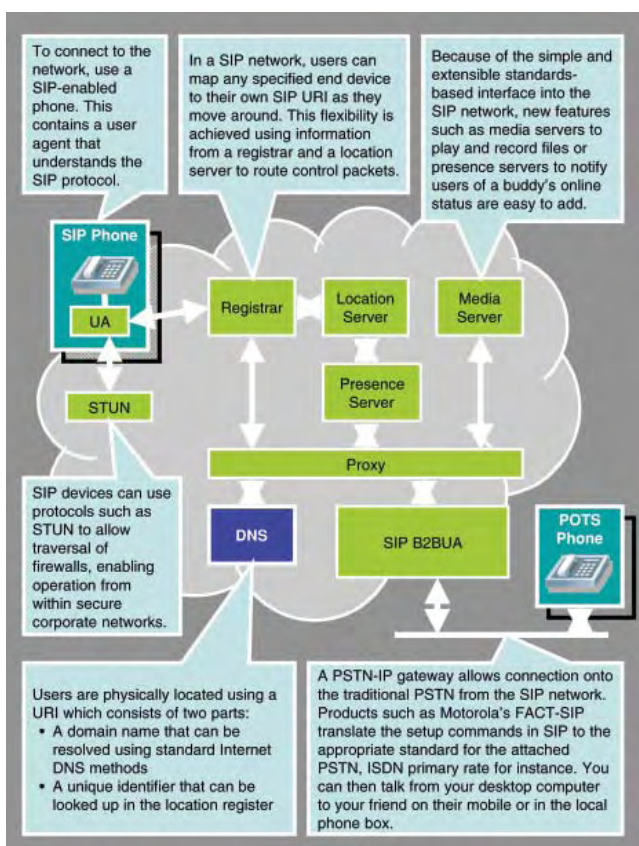 To connect to the
network, use a
SIP-enabled
phone. This
contains a user
agent that
understands the
SIP protocol.
In a SIP network, users can
map any specified end device
to their own SIP URI as they
move around. This flexibility is
achieved using information
from a registrar and a location
server to route control packets.
Because of the simple and
extensible standards-
based interface into the
SIP network, new features
such as media servers to
play and record files or
presence servers to notify
users of a buddy's online
status are easy to add.
SIP Phone
UA
Registrar
Location
Server
Media
Server
STUN
Presence
Server
Proxy
SIP devices can use
protocols such as
STUN to allow
traversal of
firewalls, enabling
operation from
within secure
corporate networks.
DNS
SIP B2BUA
POTS
Phone
Users are physically located using a
URI which consists of two parts:
• A domain name that can be
resolved using standard Internet
DNS methods
• A unique identifier that can be
looked up in the location register
A PSTN-IP gateway allows connection onto
the traditional PSTN from the SIP network.
Products such as Motorola's FACT-SIP
translate the setup commands in SIP to the
appropriate standard for the attached
PSTN, ISDN primary rate for instance. You
can then talk from your desktop computer
to your friend on their mobile or in the local
phone box.